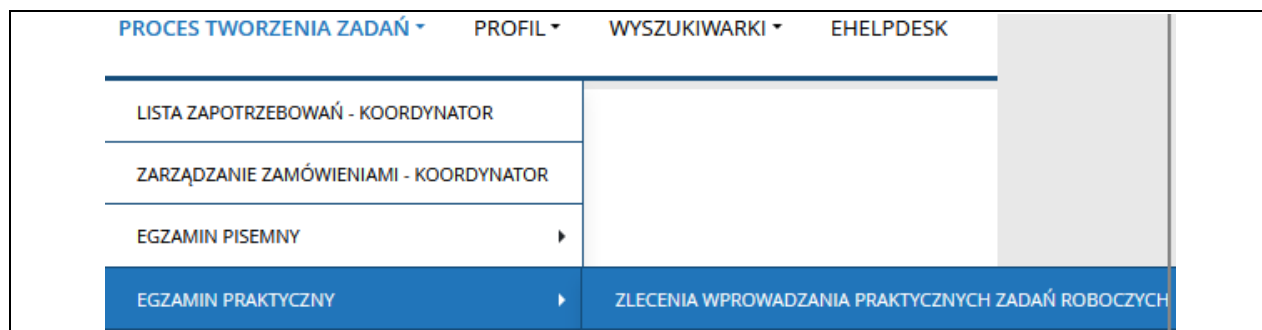 PROCES TWORZENIA ZADAŃ PROFIL WYSZUKIWARKI EHELPDESK
LISTA ZAPOTRZEBOWAŃ - KOORDYNATOR
ZARZĄDZANIE ZAMÓWIENIAMI - KOORDYNATOR
EGZAMIN PISEMNY
EGZAMIN PRAKTYCZNY ZLECENIA WPROWADZANIA PRAKTYCZNYCH ZADAŃ ROBOCZYCH